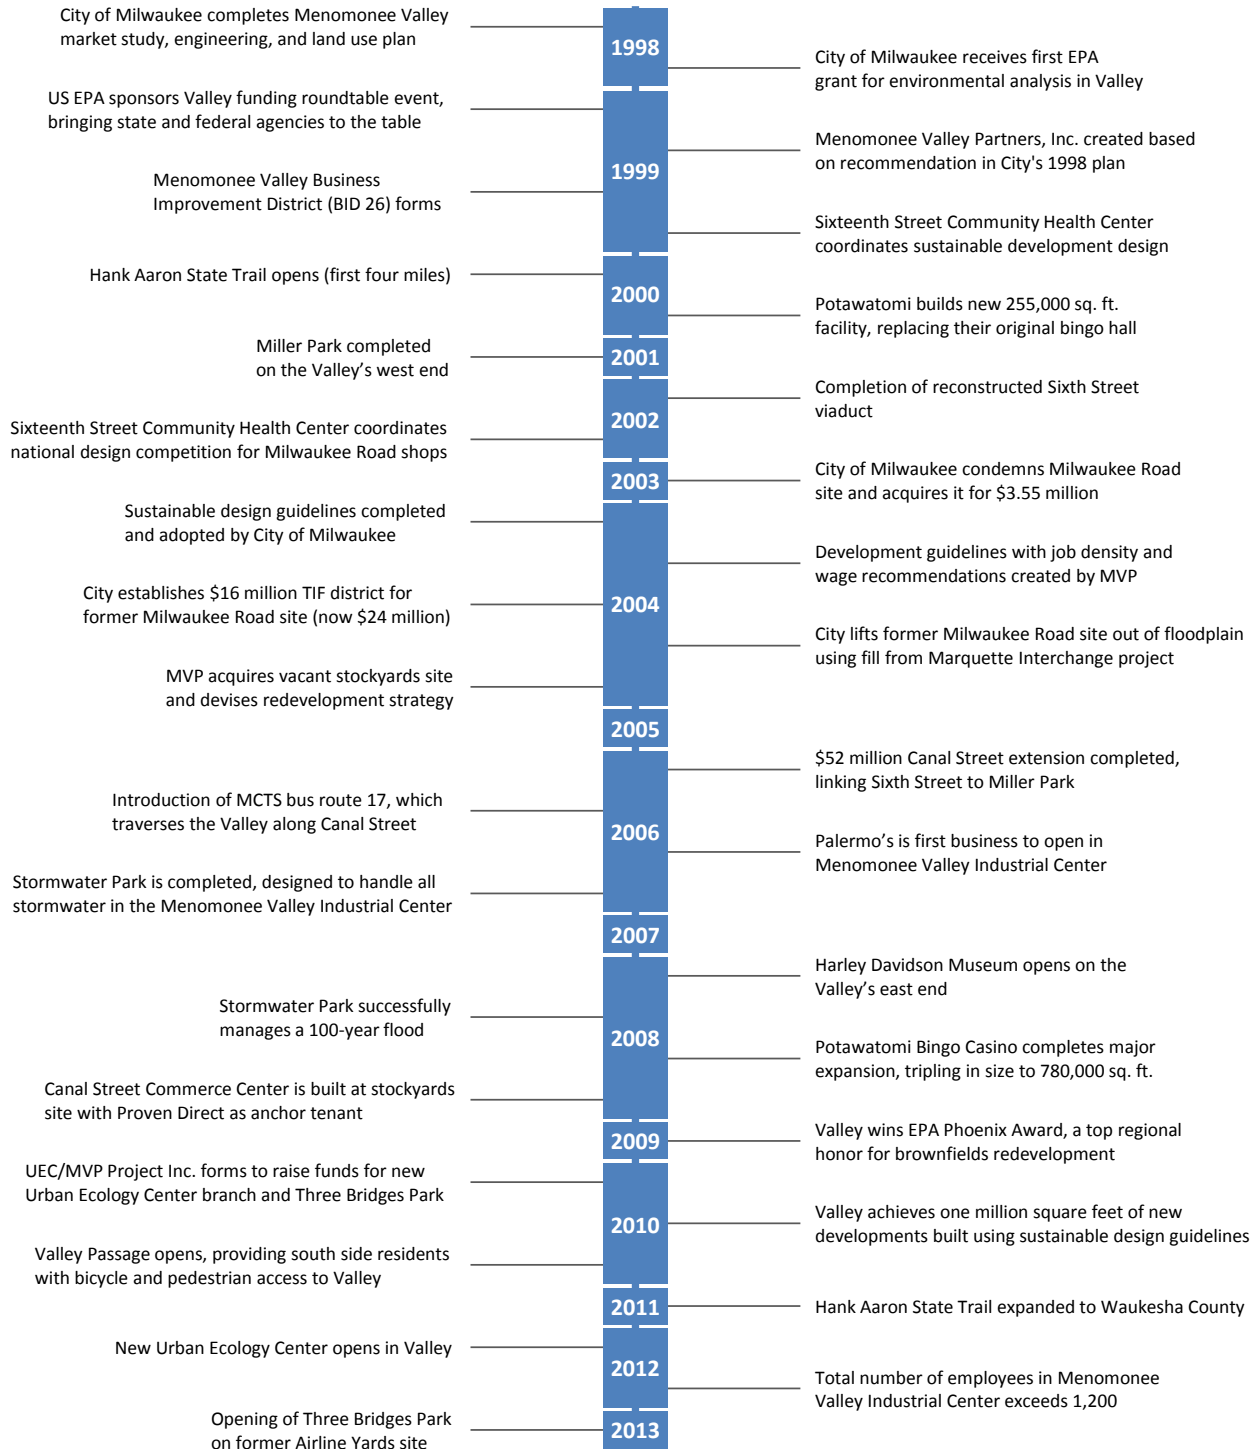 City of Milwaukee completes Menomonee Valley
market study, engineering, and land use plan
1998
City of Milwaukee receives first EPA
grant for environmental analysis in Valley
US EPA sponsors Valley funding roundtable event,
bringing state and federal agencies to the table
Menomonee Valley Partners, Inc. created based
on recommendation in City's 1998 plan
1999
Menomonee Valley Business
Improvement District (BID 26) forms
Sixteenth Street Community Health Center
coordinates sustainable development design
Hank Aaron State Trail opens (first four miles)
2000
Potawatomi builds new 255,000 sq. ft.
facility, replacing their original bingo hall
Miller Park completed
on the Valley’s west end
2001
Completion of reconstructed Sixth Street
viaduct
2002
Sixteenth Street Community Health Center coordinates
national design competition for Milwaukee Road shops
2003
City of Milwaukee condemns Milwaukee Road
site and acquires it for $3.55 million
Sustainable design guidelines completed
and adopted by City of Milwaukee
Development guidelines with job density and
wage recommendations created by MVP
2004
City establishes $16 million TIF district for
former Milwaukee Road site (now $24 million)
City lifts former Milwaukee Road site out of floodplain
using fill from Marquette Interchange project
MVP acquires vacant stockyards site
and devises redevelopment strategy
2005
$52 million Canal Street extension completed,
linking Sixth Street to Miller Park
Introduction of MCTS bus route 17, which
traverses the Valley along Canal Street
2006
Palermo’s is first business to open in
Menomonee Valley Industrial Center
Stormwater Park is completed, designed to handle all
stormwater in the Menomonee Valley Industrial Center
2007
Harley Davidson Museum opens on the
Valley’s east end
Stormwater Park successfully
manages a 100-year flood
2008
Potawatomi Bingo Casino completes major
expansion, tripling in size to 780,000 sq. ft.
Canal Street Commerce Center is built at stockyards
site with Proven Direct as anchor tenant
2009
Valley wins EPA Phoenix Award, a top regional
honor for brownfields redevelopment
UEC/MVP Project Inc. forms to raise funds for new
Urban Ecology Center branch and Three Bridges Park
2010
Valley achieves one million square feet of new
developments built using sustainable design guidelines
Valley Passage opens, providing south side residents
with bicycle and pedestrian access to Valley
2011
Hank Aaron State Trail expanded to Waukesha County
New Urban Ecology Center opens in Valley
2012
Total number of employees in Menomonee
Valley Industrial Center exceeds 1,200
Opening of Three Bridges Park
on former Airline Yards site
2013